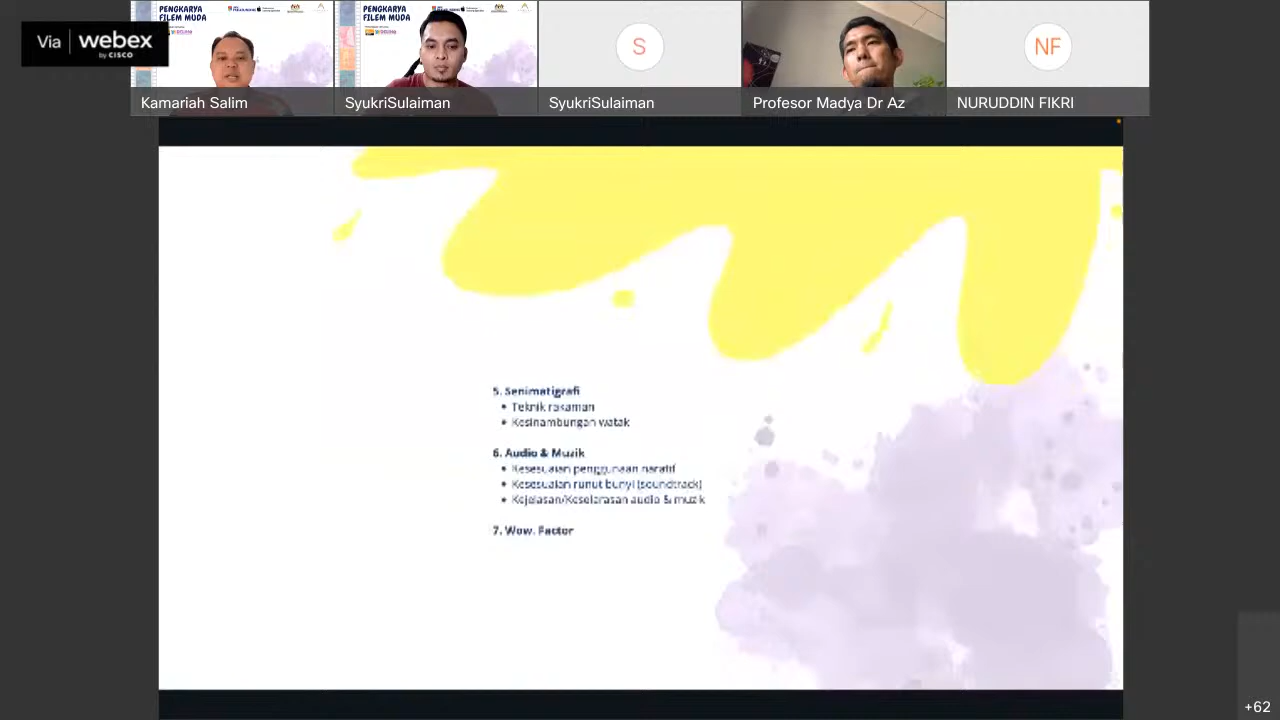 Via webex
by CISCO
PENGKARYA
FILEM MUDA
PENGKARYA
FILEM MUDA
S
NF
Kamariah Salim
SyukriSulaiman
SyukriSulaiman
Profesor Madya Dr Az
NURUDDIN FIKRI
5. Senimatigrafi
• Teknik rakaman
• Kesinambungan watak
6. Audio & Muzik
• Kesesuaian penggunaan naratif
• Kesesuaian runut bunyi (soundtrack)
• Kejelasan/Keselarasan audio & muzik
7. Wow. Factor
+62